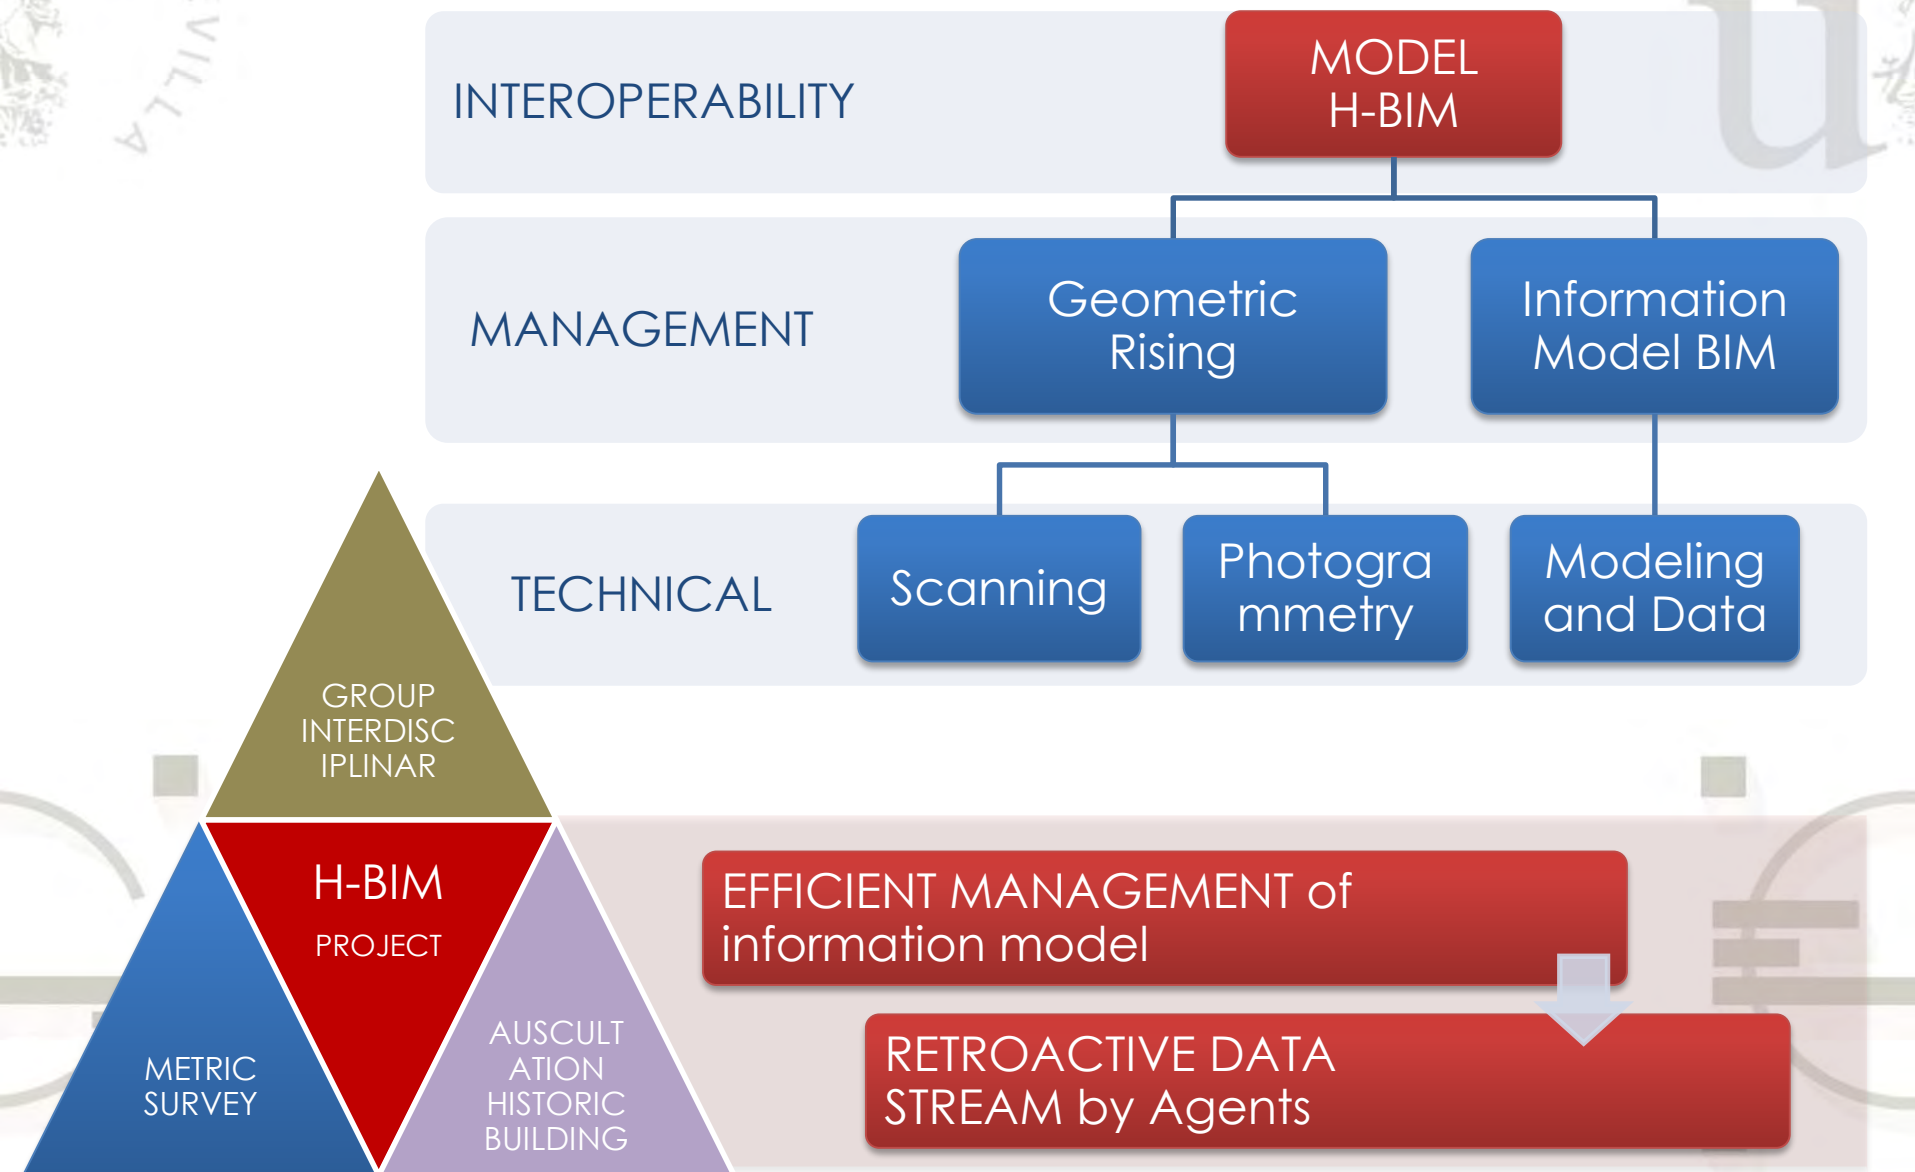 VILLA
u
INTEROPERABILITY
MODEL
H-BIM
MANAGEMENT
Geometric
Rising
Information
Model BIM
TECHNICAL
Scanning
Photogra
mmetry
Modeling
and Data
GROUP
INTERDISC
IPLINAR
H-BIM
PROJECT
METRIC
SURVEY
AUSCULT
ATION
HISTORIC
BUILDING
EFFICIENT MANAGEMENT of
information model
RETROACTIVE DATA
STREAM by Agents